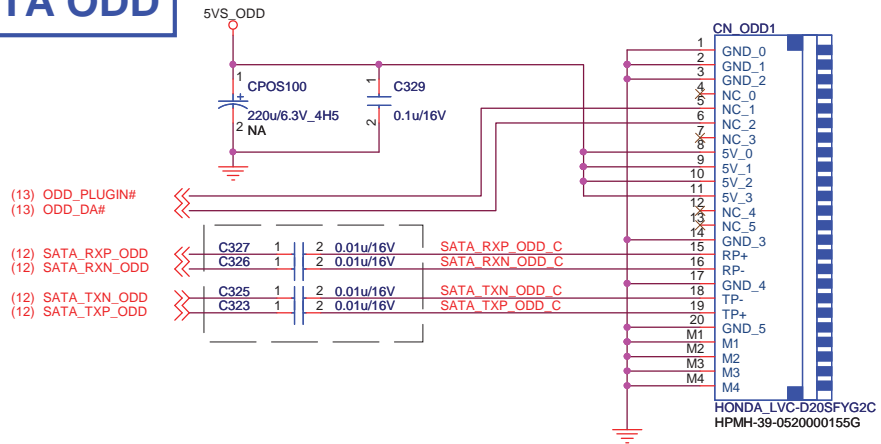 TA ODD
5VS_ODD
1
CPOS100
+
220u/6.3V_4H5
2
NA
1
C329
0.1u/16V
2
(13) ODD_PLUGIN#
(13) ODD_DA#
(12) SATA_RXP_ODD
(12) SATA_RXN_ODD
(12) SATA_TXN_ODD
(12) SATA_TXP_ODD
C327 1 2 0.01u/16V SATA_RXP_ODD_C
C326 1 2 0.01u/16V SATA_RXN_ODD_C
C325 1 2 0.01u/16V SATA_TXN_ODD_C
C323 1 2 0.01u/16V SATA_TXP_ODD_C
CN_ODD1
1 GND_0
2 GND_1
3 GND_2
4 NC_0
5 NC_1
6 NC_2
7 NC_3
8 5V_0
9 5V_1
10 5V_2
11 5V_3
12 NC_4
13 NC_5
14 GND_3
15 RP+
16 RP-
17 GND_4
18 TP-
19 TP+
20 GND_5
M1 M1
M2 M2
M3 M3
M4 M4
HONDA_LVC-D20SFYG2C
HPMH-39-0520000155G